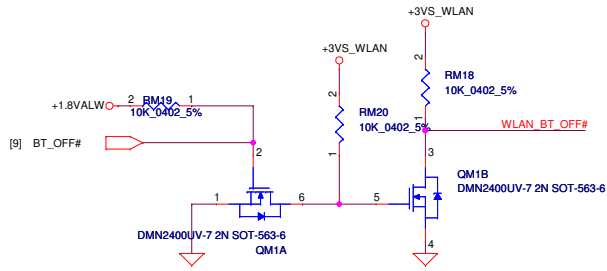 +3VS_WLAN
+3VS_WLAN
2
RM18
10K_0402_5%
1
2
RM20
10K_0402_5%
1
+1.8VALW
2
RM19
1
10K_0402_5%
[9] BT_OFF#
WLAN_BT_OFF#
2
3
QM1B
DMN2400UV-7 2N SOT-563-6
1
6
5
4
DMN2400UV-7 2N SOT-563-6
QM1A